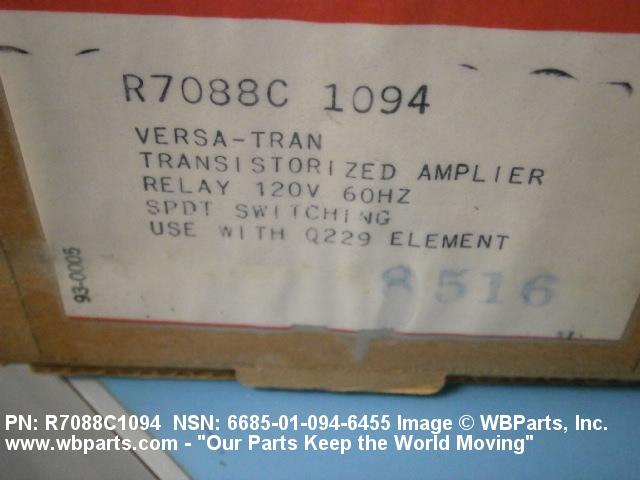 R7088C 1094
VERSA-TRAN
TRANSISTORIZED AMPLIER
RELAY 120V 60HZ
SPDT SWITCHING
USE WITH Q229 ELEMENT
93-0005
8516
PN: R7088C1094 NSN: 6685-01-094-6455 Image © WBParts, Inc.
www.wbparts.com - "Our Parts Keep the World Moving"